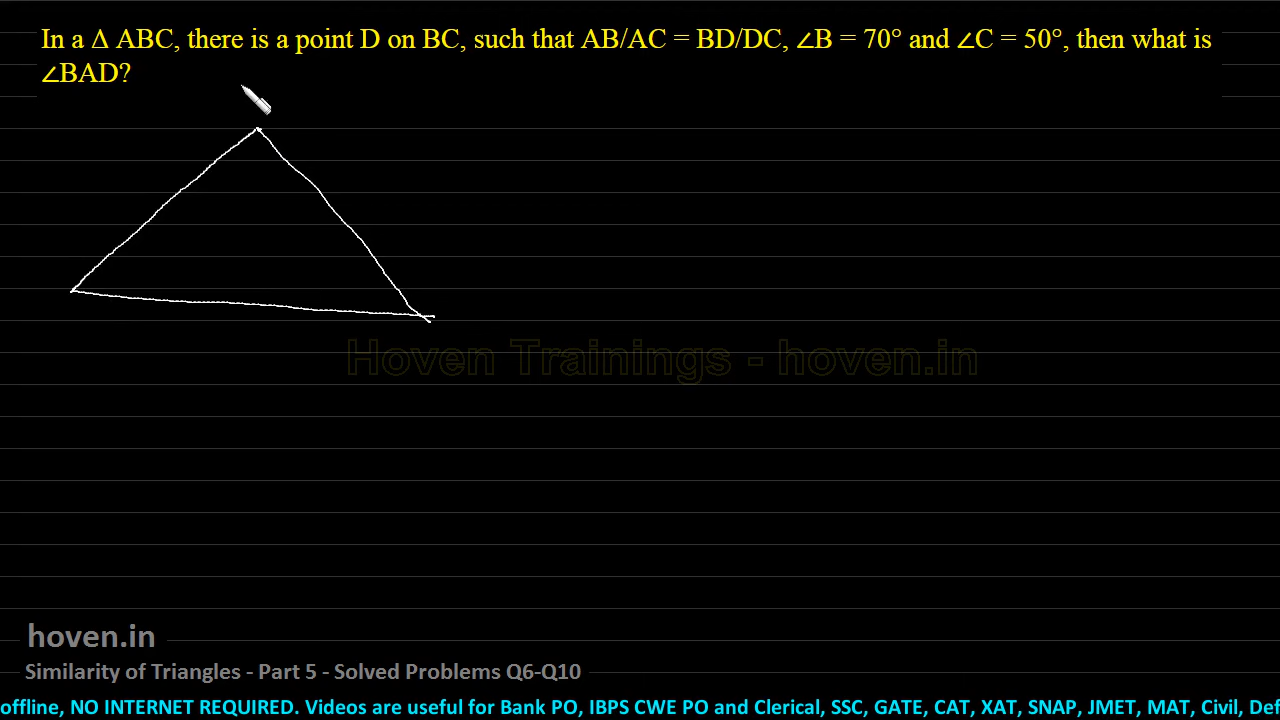 In a Δ ABC, there is a point D on BC, such that AB/AC = BD/DC, ∠B = 70° and ∠C = 50°, then what is
∠BAD?
Hoven Trainings - hoven.in
hoven.in
Similarity of Triangles - Part 5 - Solved Problems Q6-Q10
offline, NO INTERNET REQUIRED. Videos are useful for Bank PO, IBPS CWE PO and Clerical, SSC, GATE, CAT, XAT, SNAP, JMET, MAT, Civil, Def